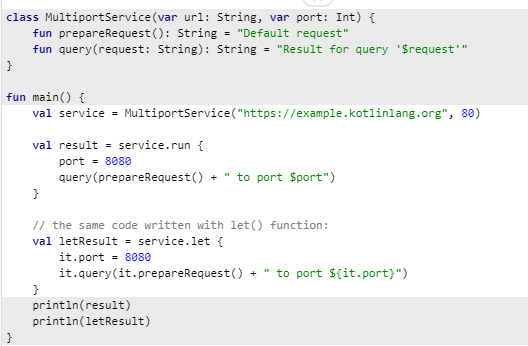 class MultiportService(var url: String, var port: Int) {
    fun prepareRequest(): String = "Default request"
    fun query(request: String): String = "Result for query '$request'"
}

fun main() {
    val service = MultiportService("https://example.kotlinlang.org", 80)

    val result = service.run {
        port = 8080
        query(prepareRequest() + " to port $port")
    }

    // the same code written with let() function:
    val letResult = service.let {
        it.port = 8080
        it.query(it.prepareRequest() + " to port ${it.port}")
    }
    println(result)
    println(letResult)
}